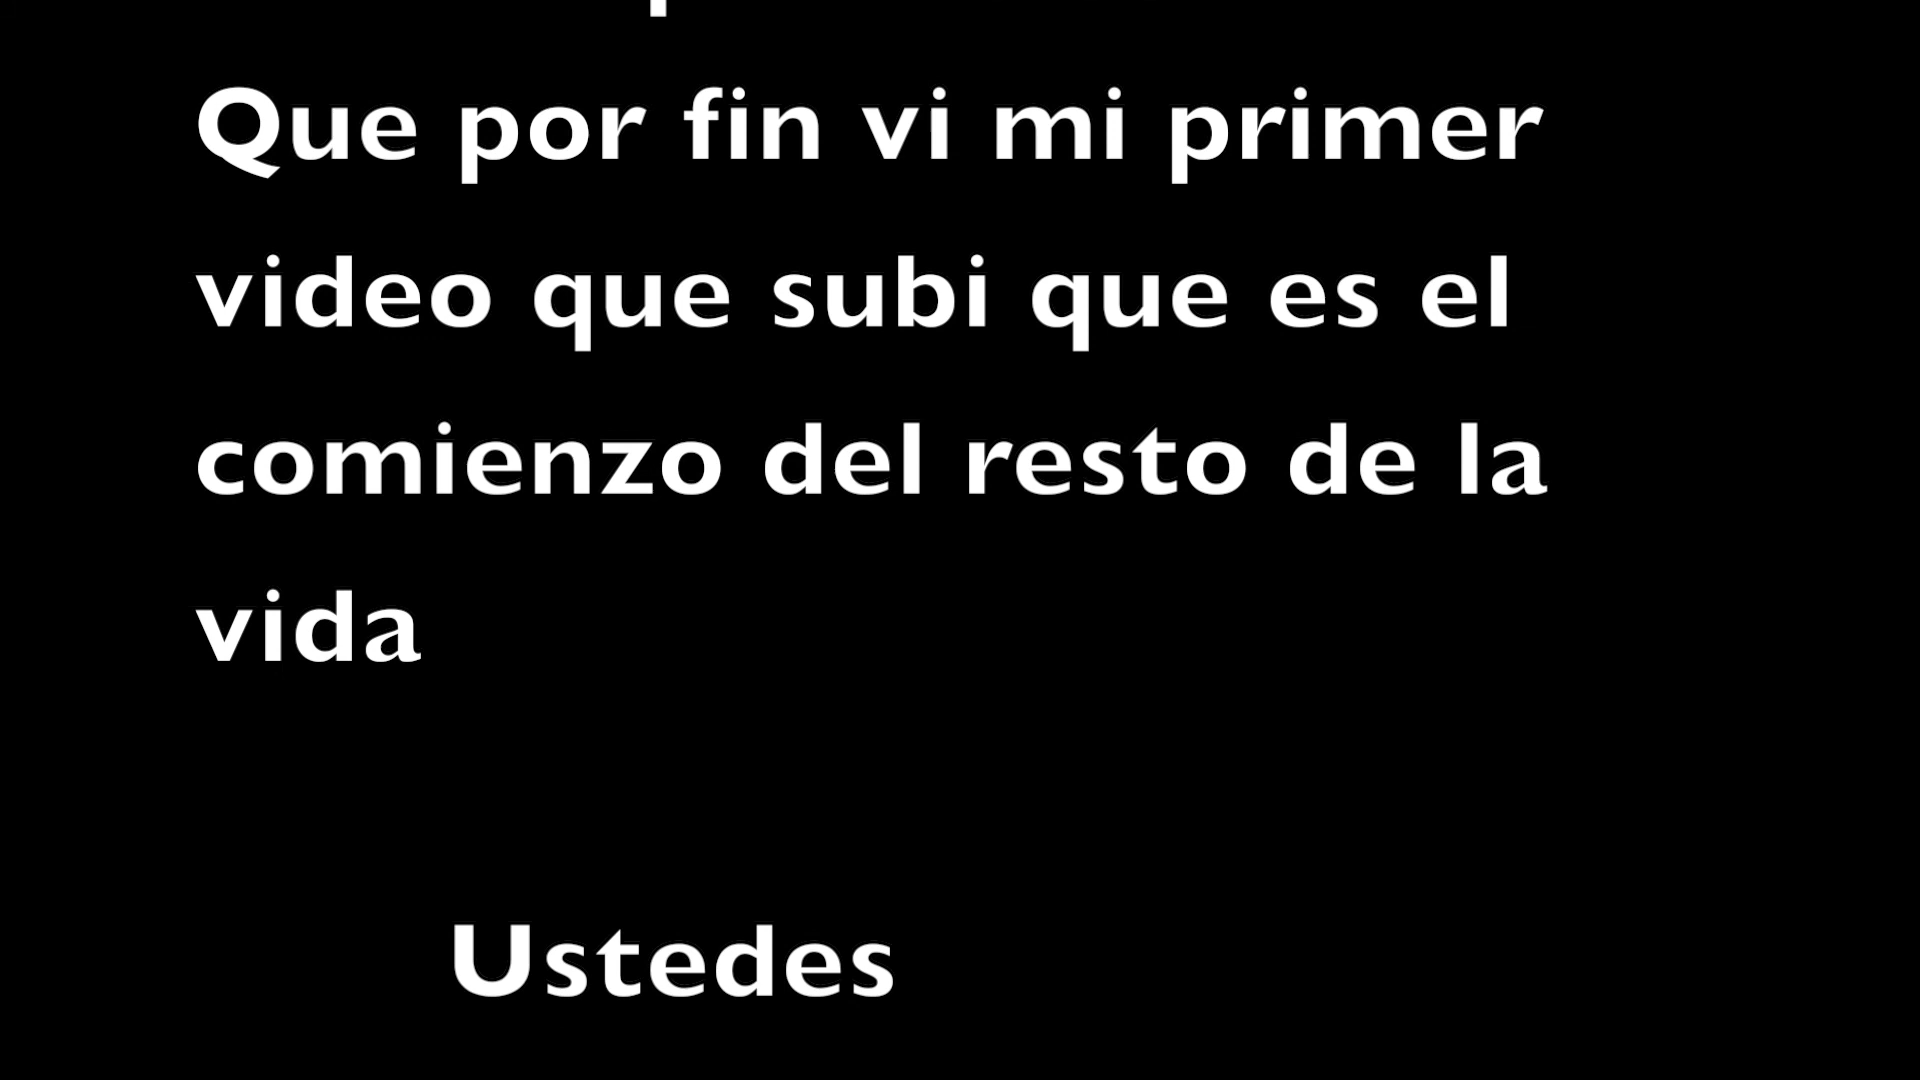 Que por fin vi mi primer
video que subi que es el
comienzo del resto de la
vida
Ustedes